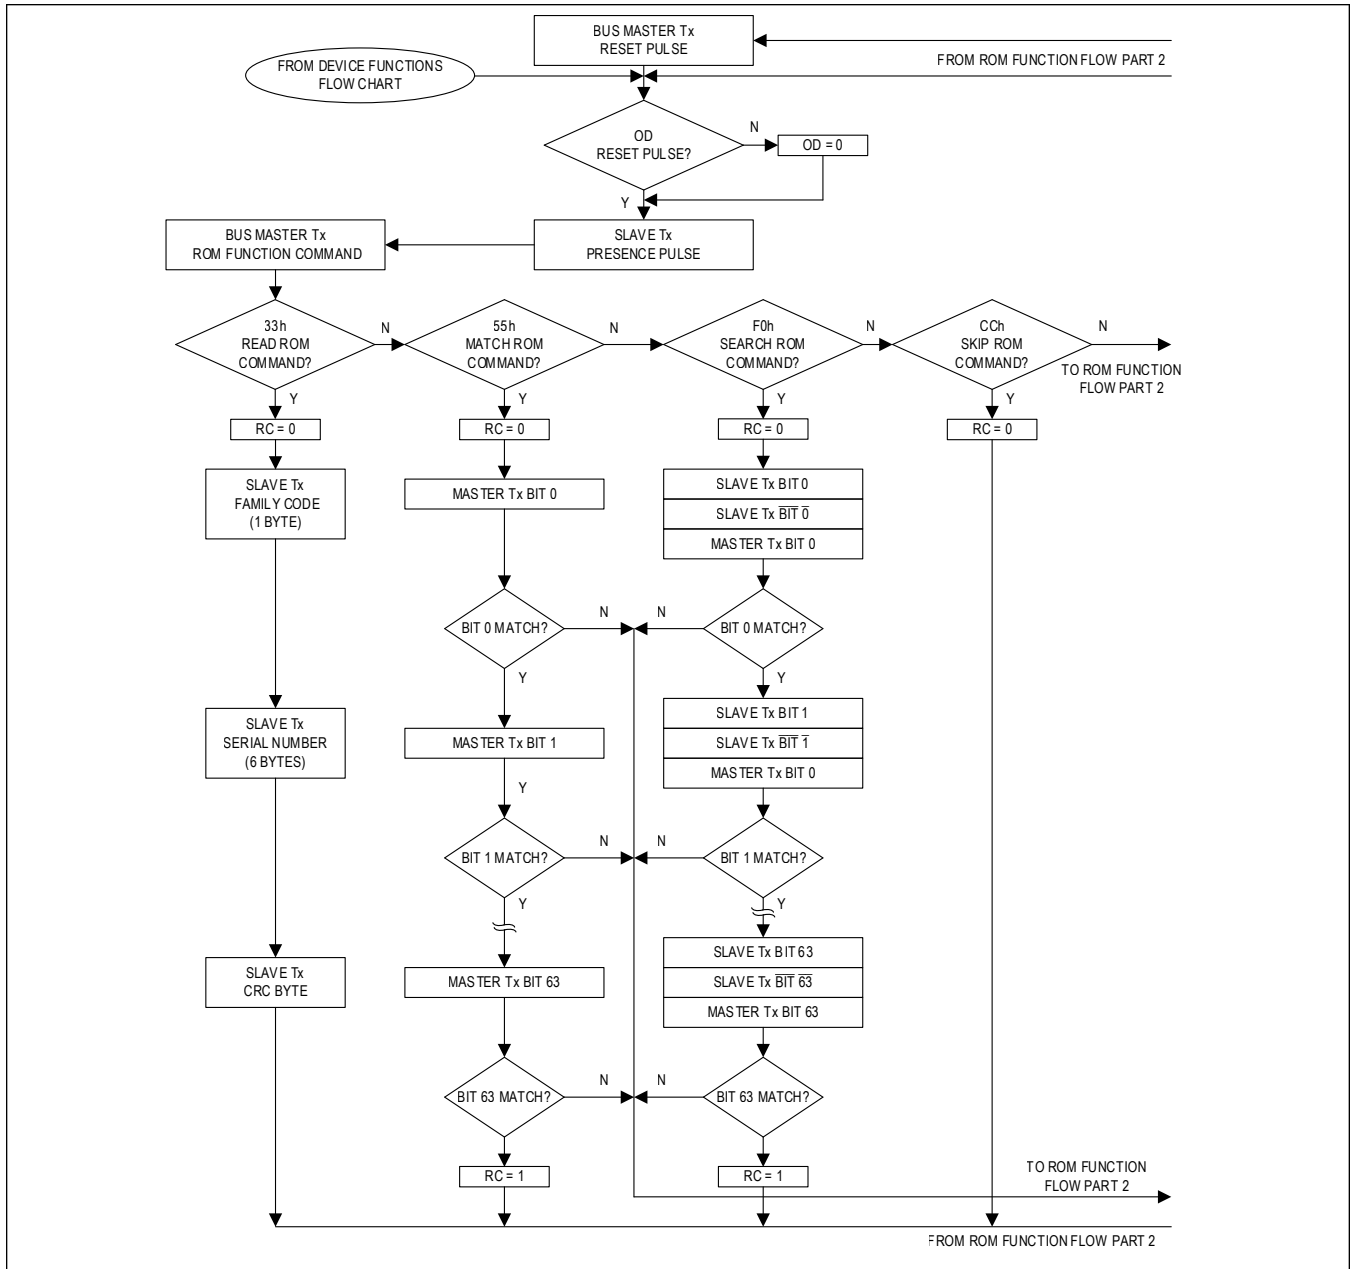 BUS MASTER Tx
RESET PULSE
FROM ROM FUNCTION FLOW PART 2
FROM DEVICE FUNCTIONS
FLOW CHART
OD
RESET PULSE?
N
OD = 0
Y
BUS MASTER Tx
ROM FUNCTION COMMAND
SLAVE Tx
PRESENCE PULSE
33h
READ ROM
COMMAND?
N
55h
MATCH ROM
COMMAND?
N
F0h
SEARCH ROM
COMMAND?
N
CCh
SKIP ROM
COMMAND?
N
TO ROM FUNCTION
FLOW PART 2
Y
Y
Y
Y
RC = 0
RC = 0
RC = 0
RC = 0
SLAVE Tx
FAMILY CODE
(1 BYTE)
MASTER Tx BIT 0
SLAVE Tx BIT 0
SLAVE Tx B̅I̅T̅ 0̅
MASTER Tx BIT 0
BIT 0 MATCH?
N
N
BIT 0 MATCH?
Y
Y
SLAVE Tx
SERIAL NUMBER
(6 BYTES)
MASTER Tx BIT 1
SLAVE Tx BIT 1
SLAVE Tx B̅I̅T̅ 1̅
MASTER Tx BIT 0
Y
BIT 1 MATCH?
N
N
BIT 1 MATCH?
Y
Y
SLAVE Tx
CRC BYTE
MASTER Tx BIT 63
SLAVE Tx BIT 63
SLAVE Tx B̅I̅T̅ 6̅3̅
MASTER Tx BIT 63
BIT 63 MATCH?
N
N
BIT 63 MATCH?
Y
Y
RC = 1
RC = 1
TO ROM FUNCTION
FLOW PART 2
FROM ROM FUNCTION FLOW PART 2